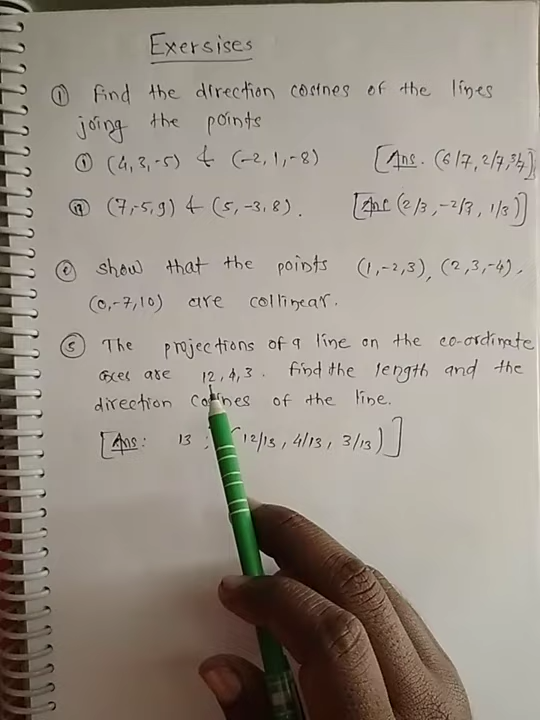 Exersises
① Find the direction cosines of the lines
joing the points
① (4,3,-5) & (-2,1,-8) [Ans. (6/7, 2/7, 3/7]
(7,-5,9) & (5,-3,8). [Ans (2/3, -2/3, 1/3)]
show that the points (1,-2,3), (2,3,-4),
(0,-7,10) are collinear.
③ The projections of a line on the co-ordinate
axes are 12,4,3. find the length and the
direction cosines of the line.
[Ans: 13 ; (12/13, 4/13, 3/13)]